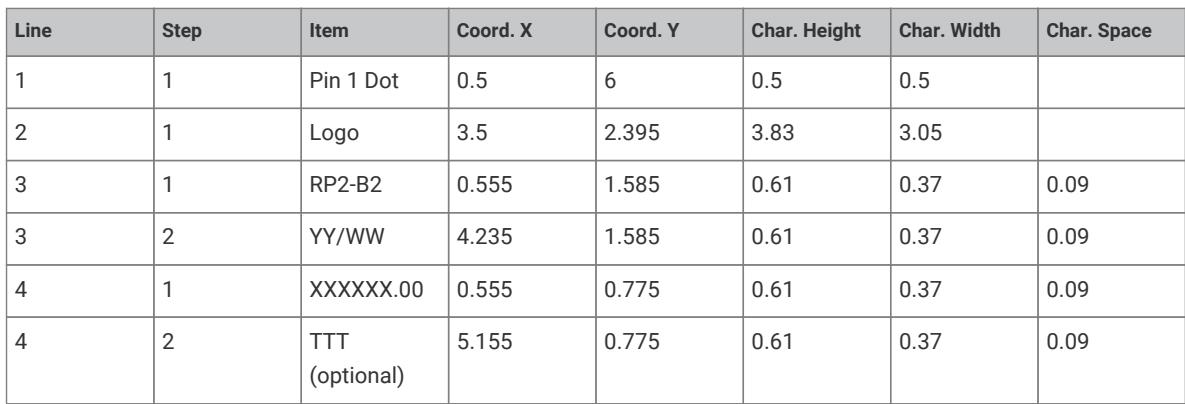 Line Step Item Coord. X Coord. Y Char. Height Char. Width Char. Space
1 1 Pin 1 Dot 0.5 6 0.5 0.5
2 1 Logo 3.5 2.395 3.83 3.05
3 1 RP2-B2 0.555 1.585 0.61 0.37 0.09
3 2 YY/WW 4.235 1.585 0.61 0.37 0.09
4 1 XXXXXX.00 0.555 0.775 0.61 0.37 0.09
4 2 TTT 5.155 0.775 0.61 0.37 0.09
(optional)